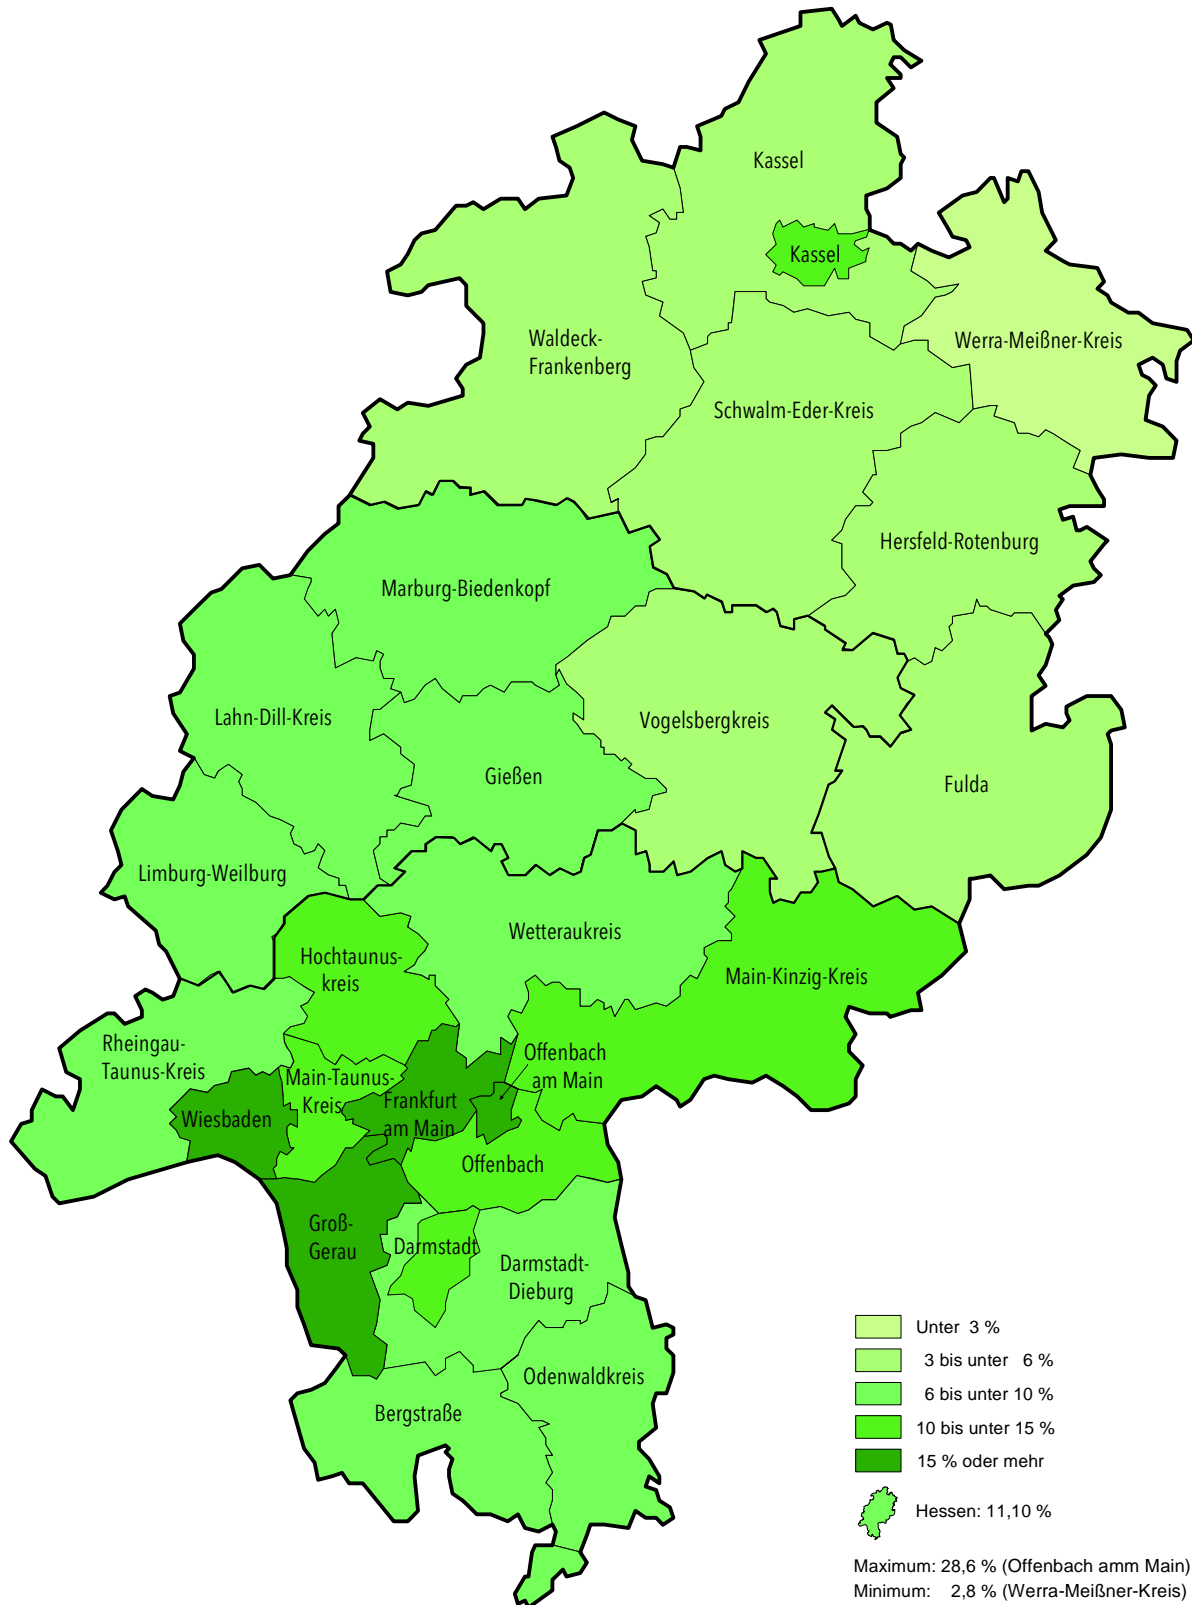 Kassel
Kassel
Werra-Meißner-Kreis
Waldeck-
Frankenberg
Schwalm-Eder-Kreis
Hersfeld-Rotenburg
Marburg-Biedenkopf
Lahn-Dill-Kreis
Vogelsbergkreis
Gießen
Fulda
Limburg-Weilburg
Wetteraukreis
Hochtaunus-
kreis
Main-Kinzig-Kreis
Rheingau-
Taunus-Kreis
Offenbach
am Main
Main-Taunus-
Kreis
Frankfurt
am Main
Wiesbaden
Offenbach
Groß-
Gerau
Darmstadt
Darmstadt-
Dieburg
Odenwaldkreis
Bergstraße
Unter 3 %
3 bis unter 6 %
6 bis unter 10 %
10 bis unter 15 %
15 % oder mehr
Hessen: 11,10 %
Maximum: 28,6 % (Offenbach amm Main)
Minimum: 2,8 % (Werra-Meißner-Kreis)